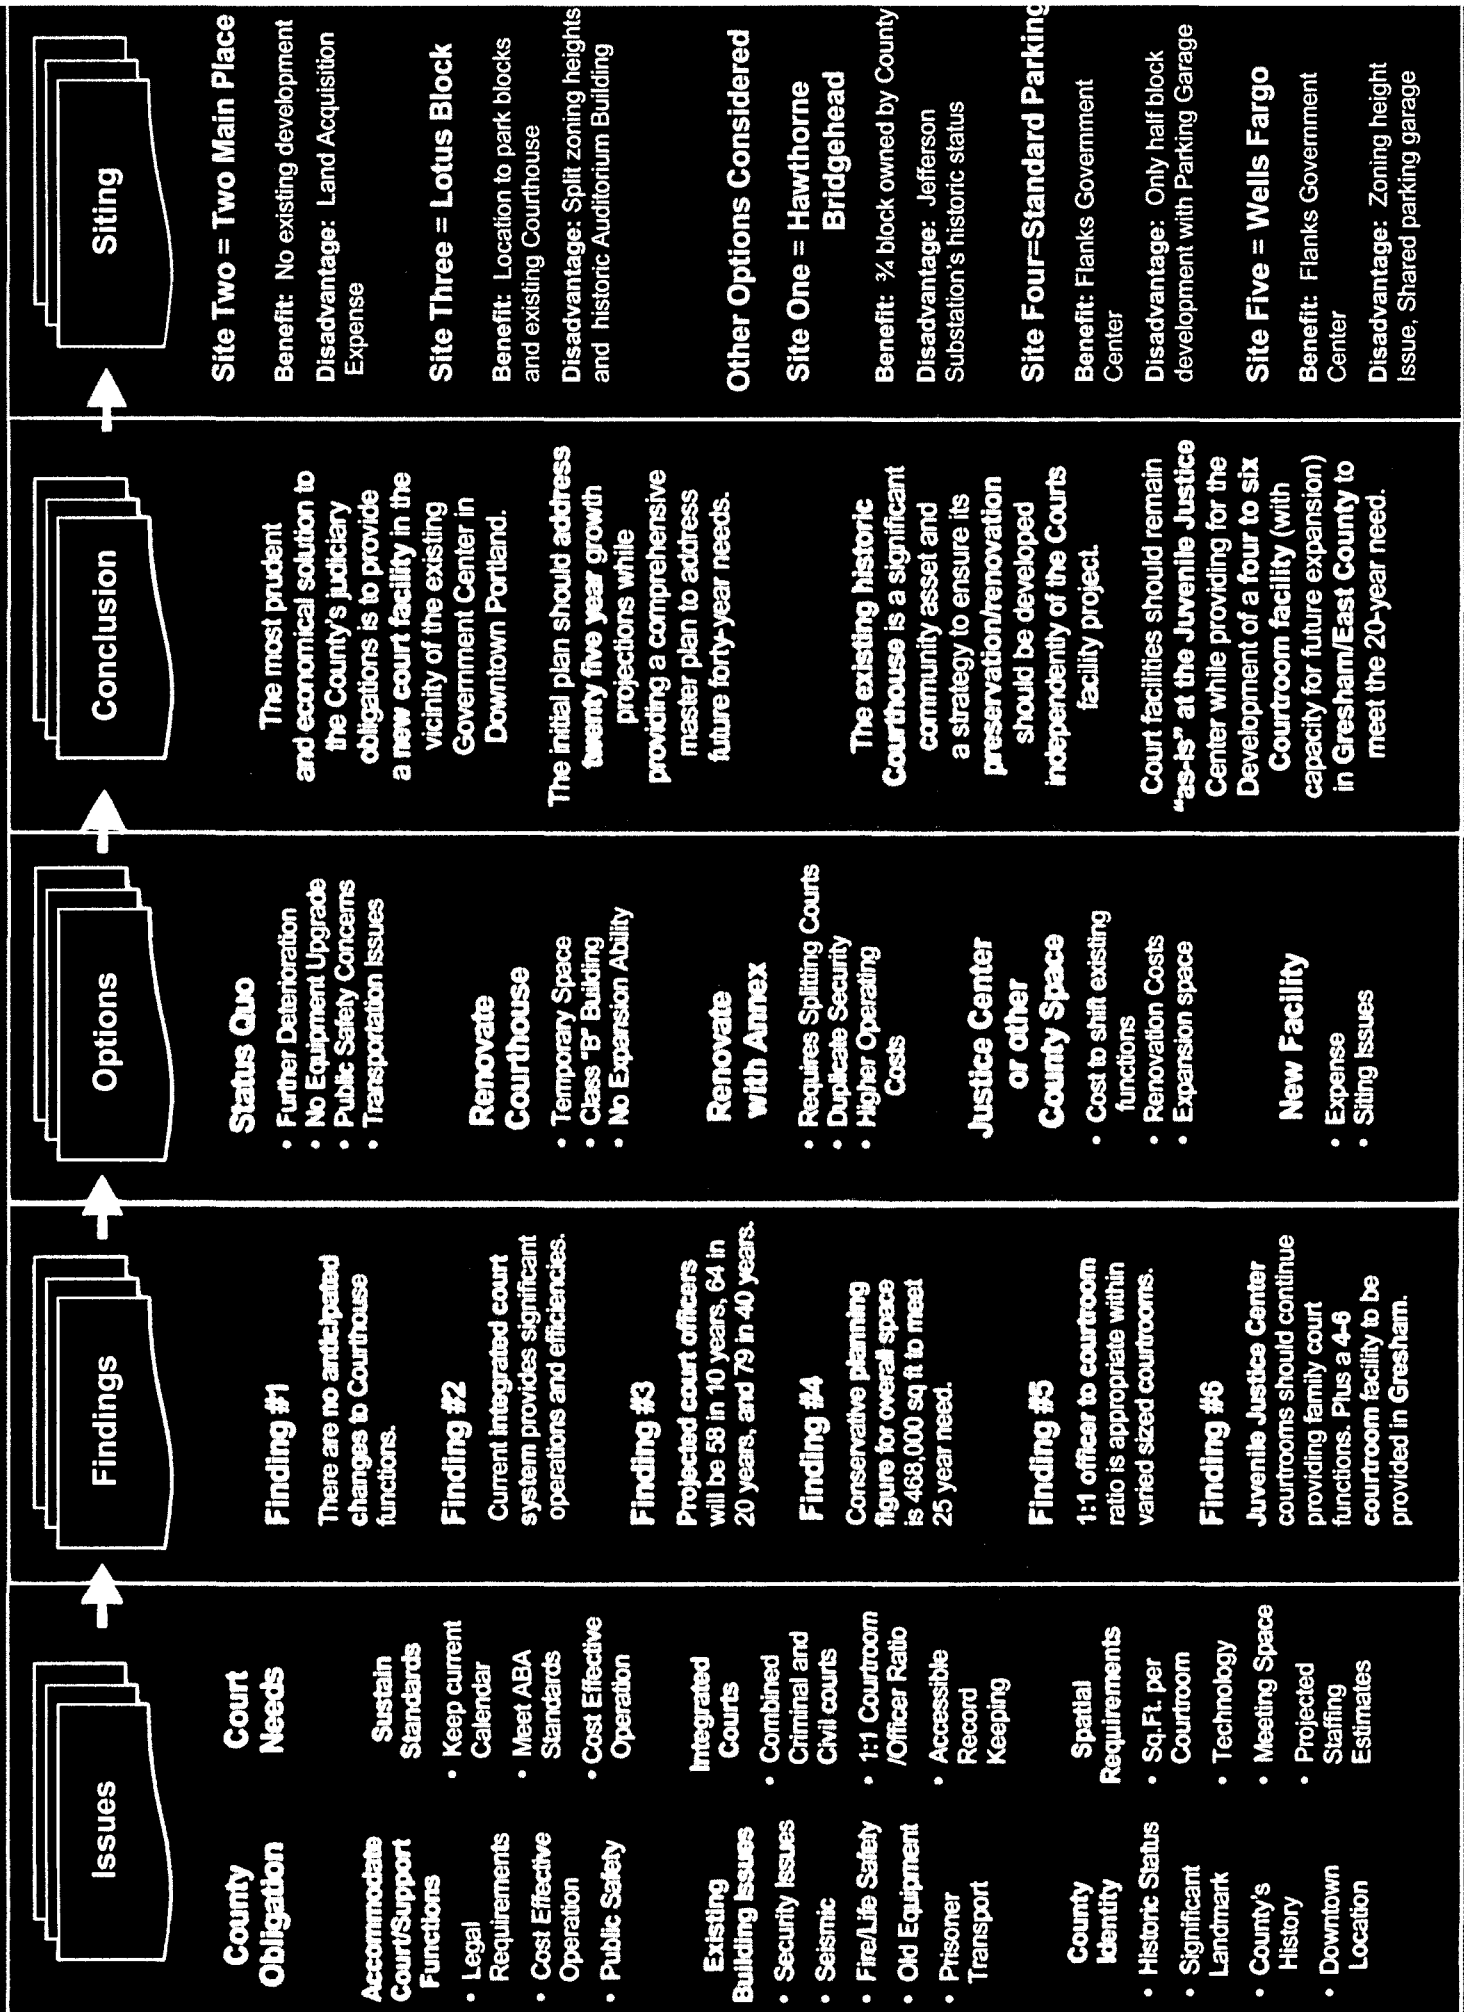 Issues
County
Obligation
Accommodate
Court/Support
Functions
• Legal
Requirements
• Cost Effective
Operation
• Public Safety
Existing
Building Issues
• Security Issues
• Seismic
• Fire/Life Safety
• Old Equipment
• Prisoner
Transport
County
Identity
• Historic Status
• Significant
Landmark
• County's
History
• Downtown
Location
Court
Needs
Sustain
Standards
• Keep current
Calendar
• Meet ABA
Standards
• Cost Effective
Operation
Integrated
Courts
• Combined
Criminal and
Civil courts
• 1:1 Courtroom
/Officer Ratio
• Accessible
Record
Keeping
Spatial
Requirements
• Sq.Ft. per
Courtroom
• Technology
• Meeting Space
• Projected
Staffing
Estimates
Findings
Finding #1
There are no anticipated
changes to Courthouse
functions.
Finding #2
Current integrated court
system provides significant
operations and efficiencies.
Finding #3
Projected court officers
will be 58 in 10 years, 64 in
20 years, and 79 in 40 years.
Finding #4
Conservative planning
figure for overall space
is 468,000 sq ft to meet
25 year need.
Finding #5
1:1 officer to courtroom
ratio is appropriate within
varied sized courtrooms.
Finding #6
Juvenile Justice Center
courtrooms should continue
providing family court
functions. Plus a 4-6
courtroom facility to be
provided in Gresham.
Options
Status Quo
• Further Deterioration
• No Equipment Upgrade
• Public Safety Concerns
• Transportation Issues
Renovate
Courthouse
• Temporary Space
• Class "B" Building
• No Expansion Ability
Renovate
with Annex
• Requires Splitting Courts
• Duplicate Security
• Higher Operating
Costs
Justice Center
or other
County Space
• Cost to shift existing
functions
• Renovation Costs
• Expansion space
New Facility
• Expense
• Siting Issues
Conclusion
The most prudent
and economical solution to
the County's judiciary
obligations is to provide
a new court facility in the
vicinity of the existing
Government Center in
Downtown Portland.
The initial plan should address
twenty five year growth
projections while
providing a comprehensive
master plan to address
future forty-year needs.
The existing historic
Courthouse is a significant
community asset and
a strategy to ensure its
preservation/renovation
should be developed
independently of the Courts
facility project.
Court facilities should remain
"as-is" at the Juvenile Justice
Center while providing for the
Development of a four to six
Courtroom facility (with
capacity for future expansion)
in Gresham/East County to
meet the 20-year need.
Siting
Site Two = Two Main Place
Benefit: No existing development
Disadvantage: Land Acquisition
Expense
Site Three = Lotus Block
Benefit: Location to park blocks
and existing Courthouse
Disadvantage: Split zoning heights
and historic Auditorium Building
Other Options Considered
Site One = Hawthorne
Bridgehead
Benefit: ¾ block owned by County
Disadvantage: Jefferson
Substation's historic status
Site Four=Standard Parking
Benefit: Flanks Government
Center
Disadvantage: Only half block
development with Parking Garage
Site Five = Wells Fargo
Benefit: Flanks Government
Center
Disadvantage: Zoning height
Issue, Shared parking garage